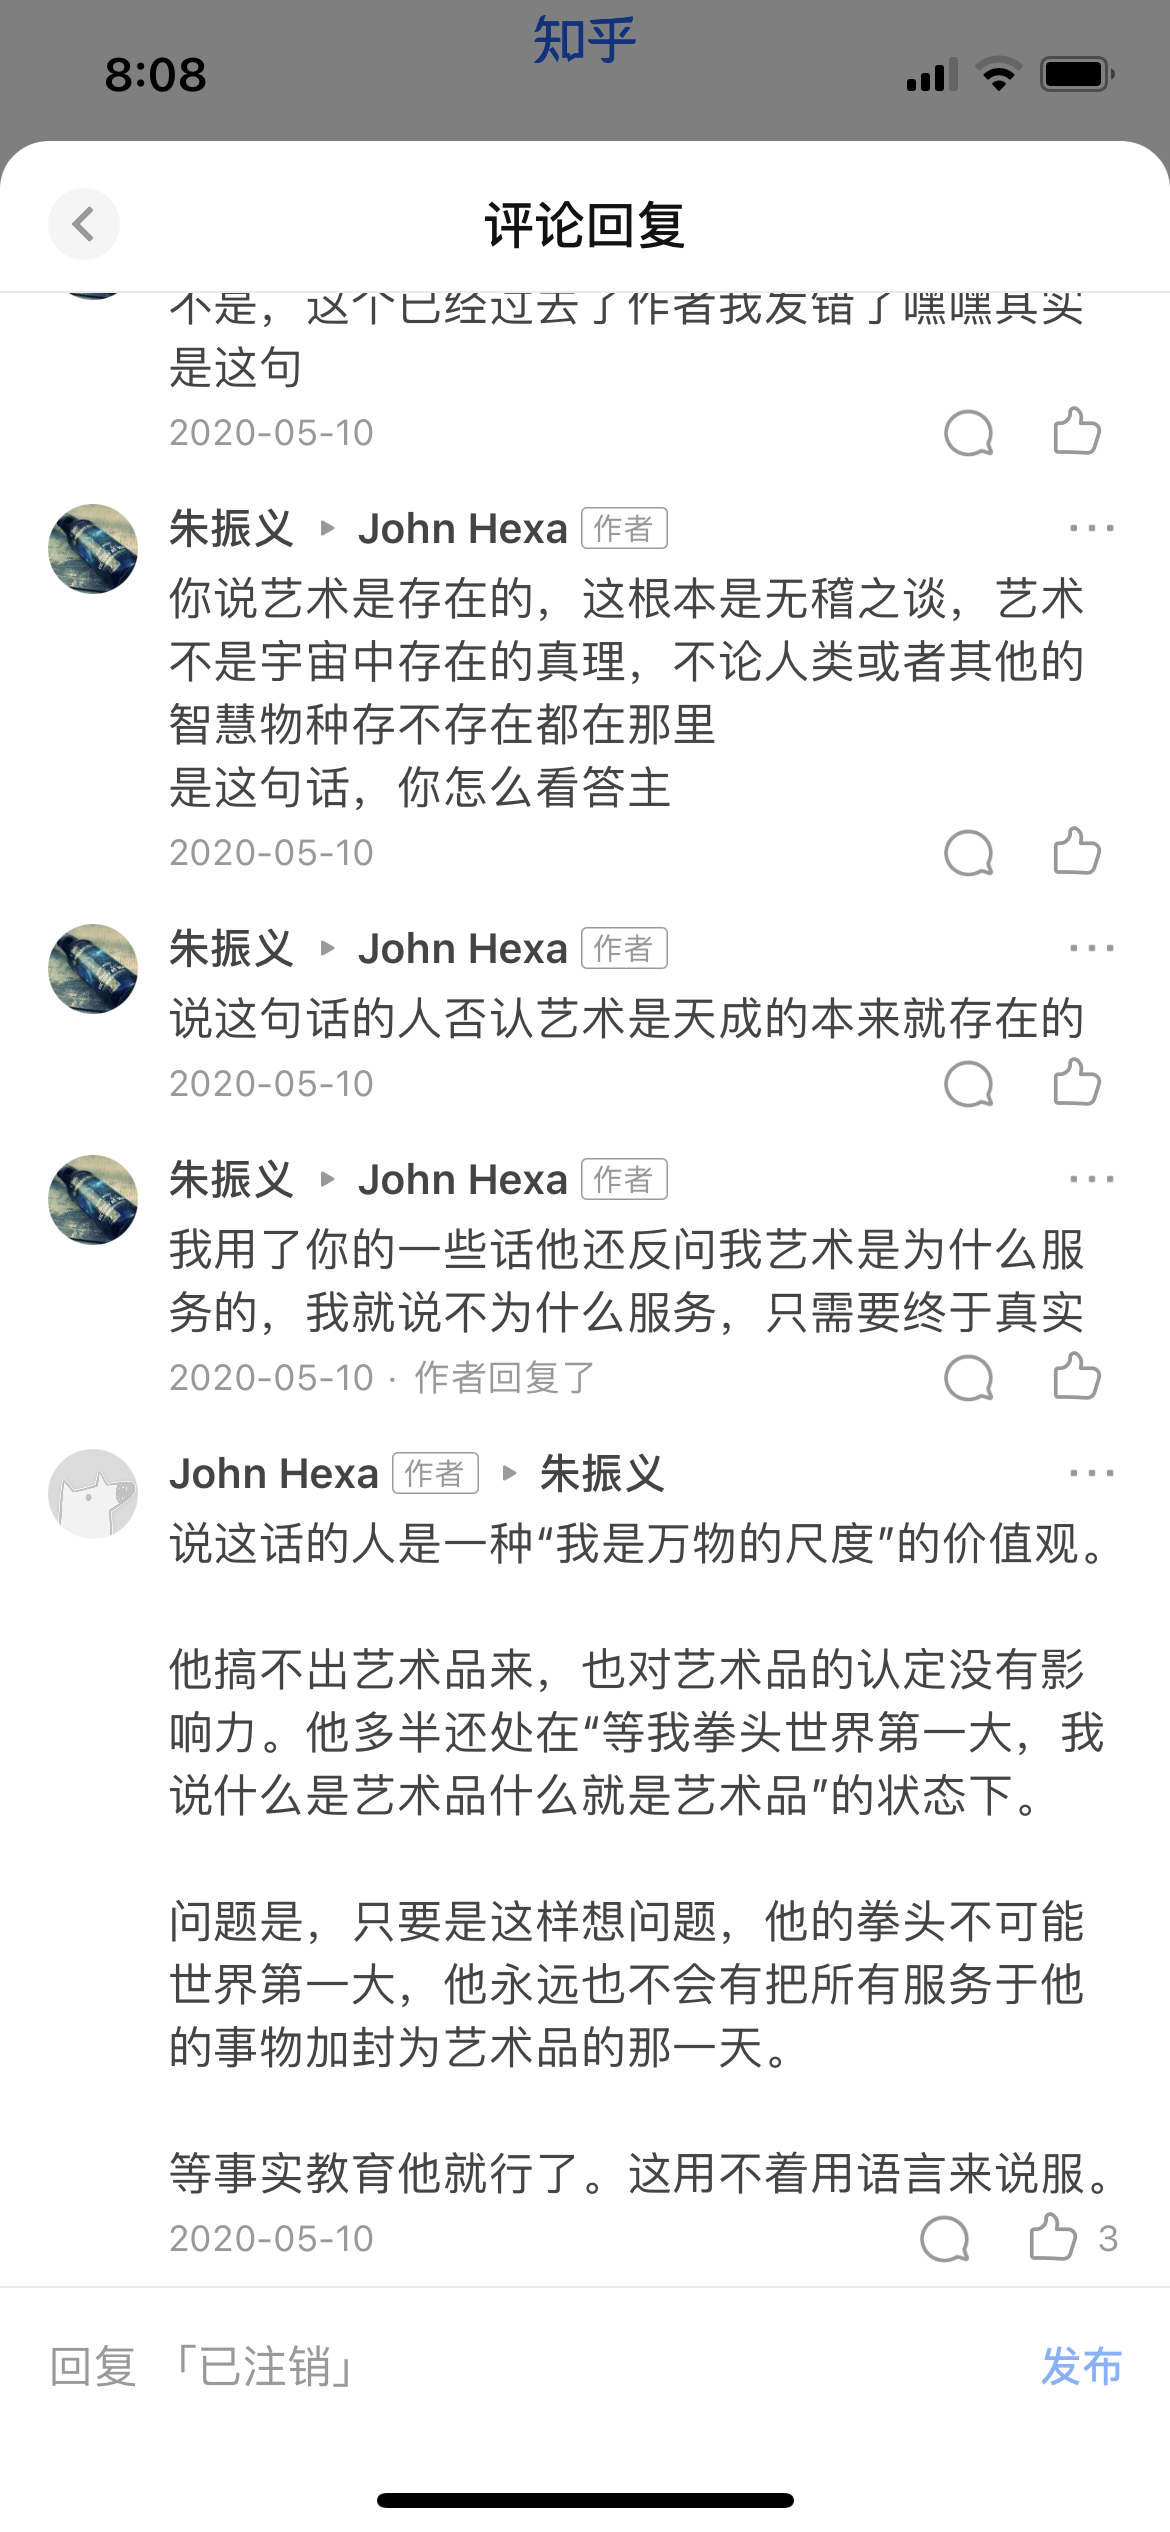 知乎
8:08
评论回复
不是，这个已经过去了作者我发错了嘿嘿其实
是这句
2020-05-10
朱振义 ▸ John Hexa 作者
你说艺术是存在的，这根本是无稽之谈，艺术
不是宇宙中存在的真理，不论人类或者其他的
智慧物种存不存在都在那里
是这句话，你怎么看答主
2020-05-10
朱振义 ▸ John Hexa 作者
说这句话的人否认艺术是天成的本来就存在的
2020-05-10
朱振义 ▸ John Hexa 作者
我用了你的一些话他还反问我艺术是为什么服
务的，我就说不为什么服务，只需要终于真实
2020-05-10 · 作者回复了
John Hexa 作者 ▸ 朱振义
说这话的人是一种“我是万物的尺度”的价值观。
他搞不出艺术品来，也对艺术品的认定没有影
响力。他多半还处在“等我拳头世界第一大，我
说什么是艺术品什么就是艺术品”的状态下。
问题是，只要是这样想问题，他的拳头不可能
世界第一大，他永远也不会有把所有服务于他
的事物加封为艺术品的那一天。
等事实教育他就行了。这用不着用语言来说服。
2020-05-10
3
回复 「已注销」
发布